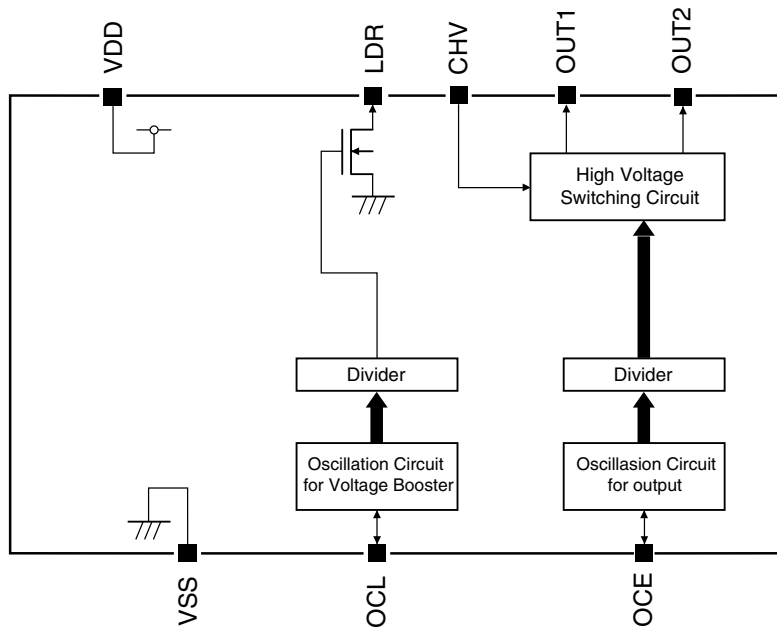 VDD
LDR
CHV
OUT1
OUT2
High Voltage
Switching Circuit
Divider
Divider
Oscillation Circuit
for Voltage Booster
Oscillasion Circuit
for output
VSS
OCL
OCE